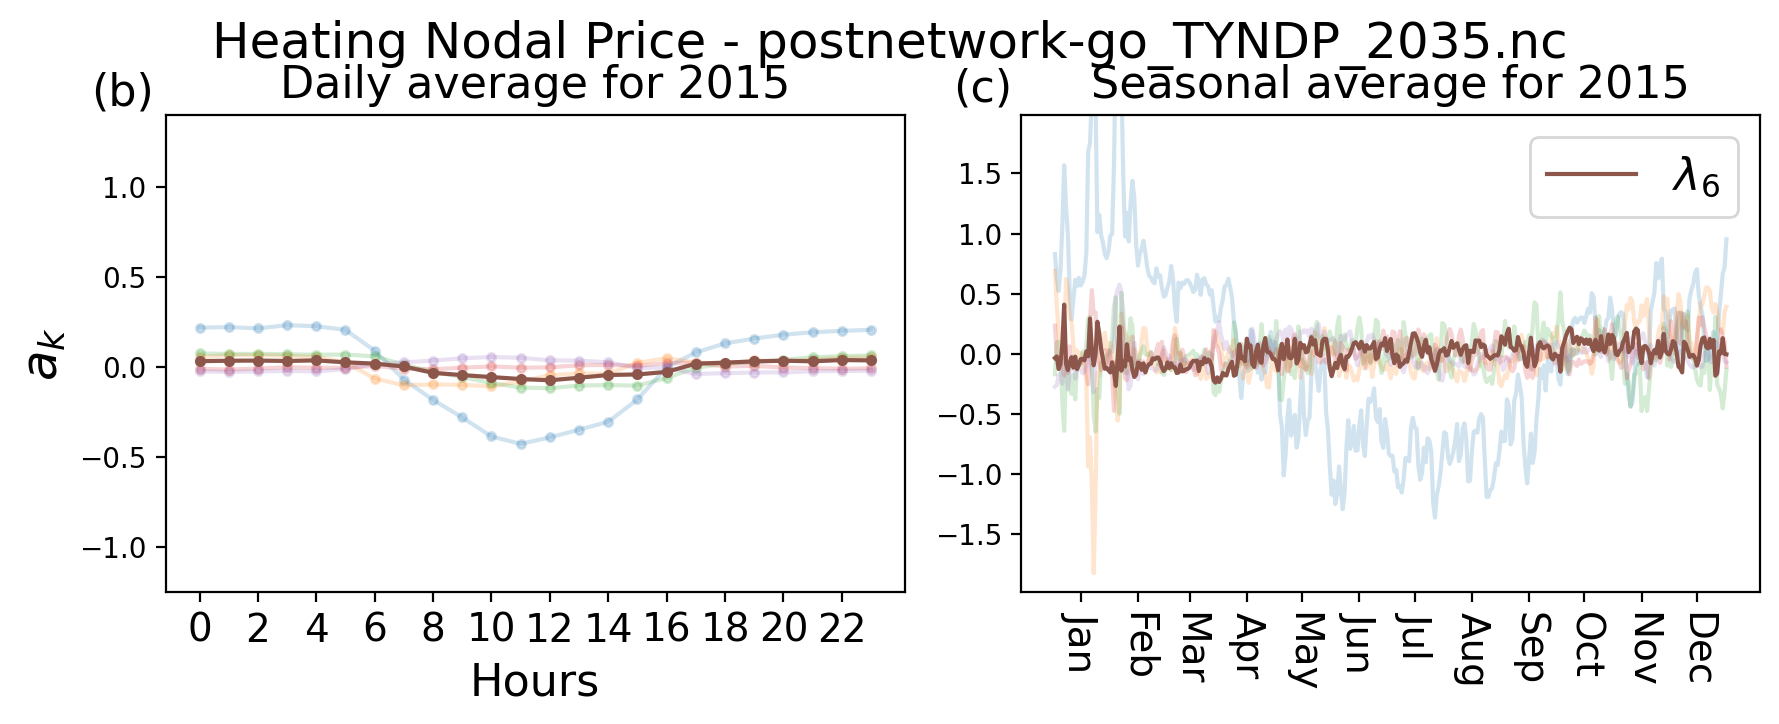 Heating Nodal Price - postnetwork-go_TYNDP_2035.nc
(b) Daily average for 2015
(c) Seasonal average for 2015
1.0
0.5
0.0
−0.5
−1.0
a_k
0 2 4 6 8 10 12 14 16 18 20 22
Hours
1.5
1.0
0.5
0.0
−0.5
−1.0
−1.5
λ_6
Jan Feb Mar Apr May Jun Jul Aug Sep Oct Nov Dec